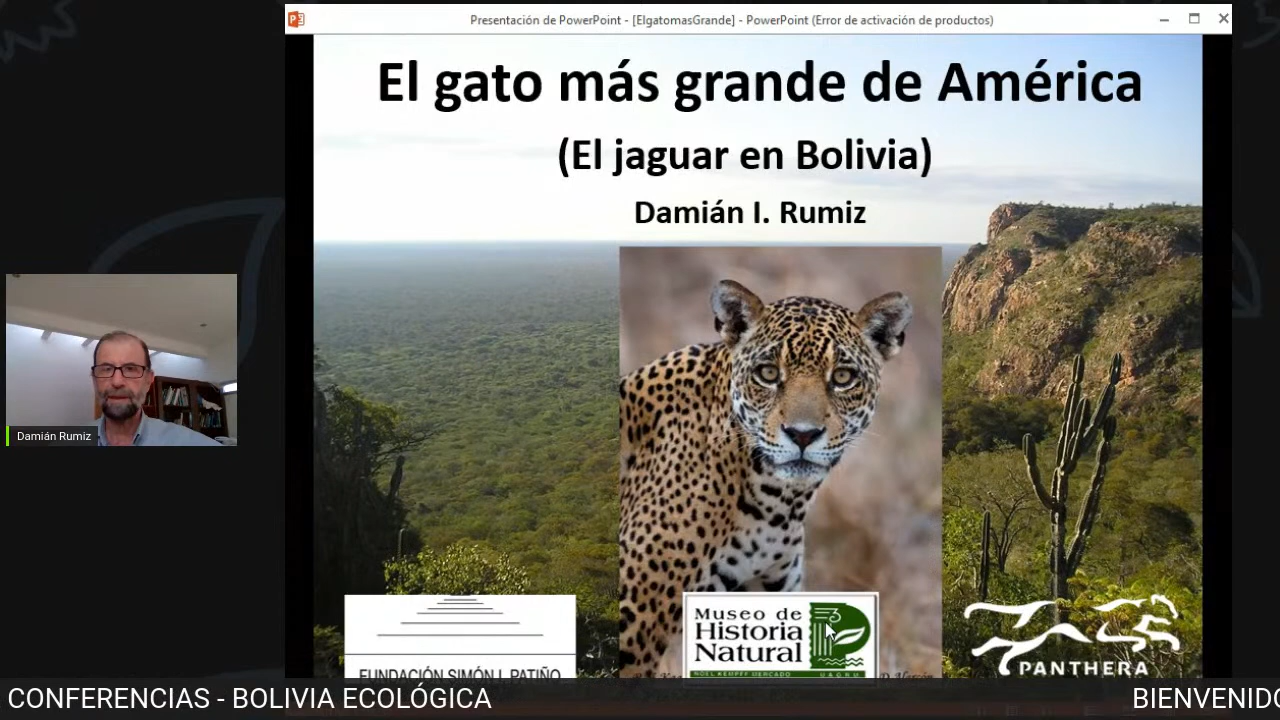 Presentación de PowerPoint - [ElgatomasGrande] - PowerPoint (Error de activación de productos)
El gato más grande de América
(El jaguar en Bolivia)
Damián I. Rumiz
Damián Rumiz
FUNDACIÓN SIMÓN I. PATIÑO
Museo de
Historia
Natural
NOEL KEMPFF MERCADO
PANTHERA
CONFERENCIAS - BOLIVIA ECOLÓGICA
BIENVENIDO